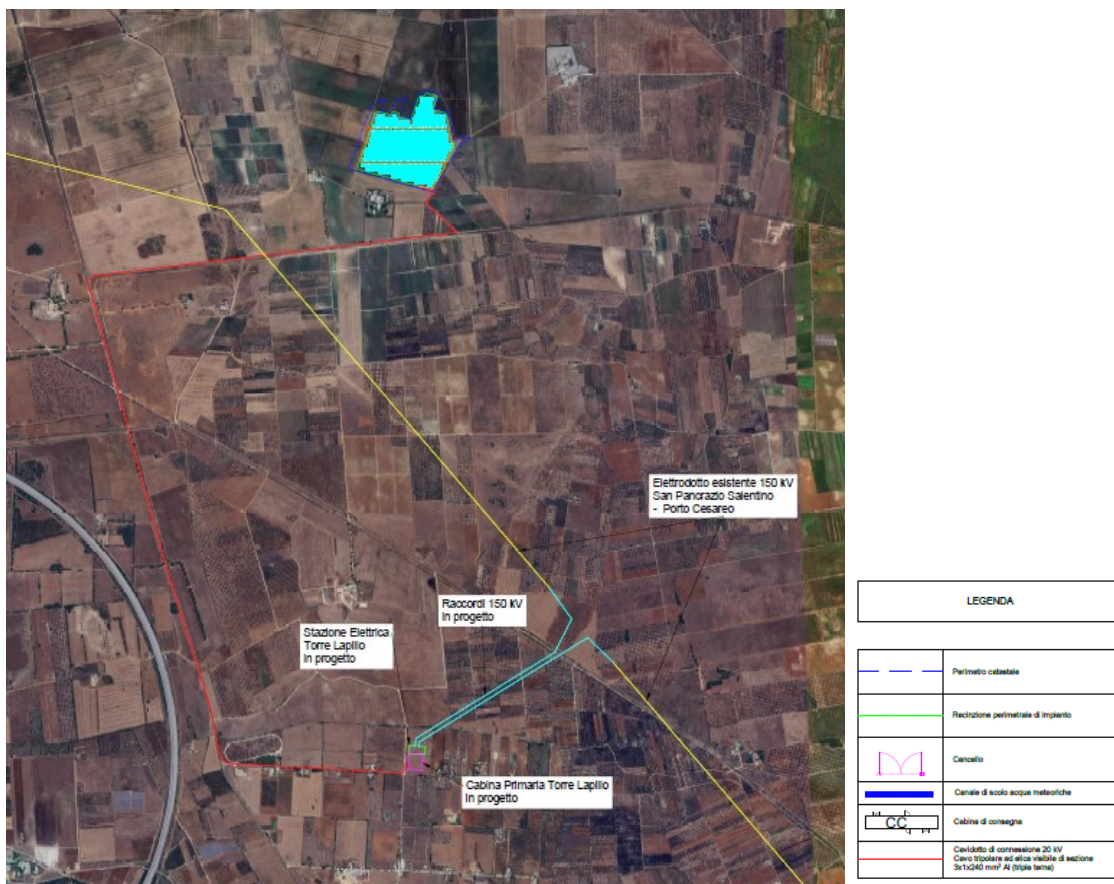 Elettrodotto esistente 150 kV
San Pancrazio Salentino
- Porto Cesareo
Raccordi 150 kV
in progetto
Stazione Elettrica
Torre Lapillo
in progetto
Cabina Primaria Torre Lapillo
in progetto
LEGENDA
Perimetro catastale
Recinzione perimetrale di impianto
Cancello
Canale di scolo acque meteoriche
CC
Cabina di consegna
Cavidotto di connessione 20 kV
Cavo tripolare ad elica visibile di sezione
3x1x240 mm² Al (tripla terna)